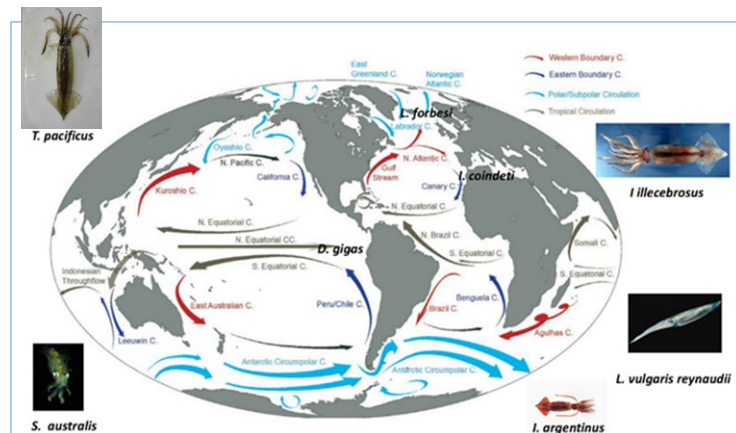 T. pacificus
East
Greenland C.
Norwegian
Atlantic C.
Western Boundary C.
Eastern Boundary C.
Polar/Subpolar Circulation
Tropical Circulation
L. forbesi
Labrador C.
Oyashio C.
N. Pacific C.
N. Atlantic C.
Gulf
Stream
I. coindeti
I illecebrosus
Kuroshio C.
California C.
Canary C.
N. Equatorial C.
N. Equatorial C.
N. Equatorial CC.
D. gigas
N. Brazil C.
S. Equatorial C.
Somali C.
Indonesian
Throughflow
S. Equatorial C.
S. Equatorial C.
East Australian C.
Peru/Chile C.
Brazil C.
Benguela C.
Agulhas C.
Leeuwin C.
L. vulgaris reynaudii
Antarctic Circumpolar C.
Antarctic Circumpolar C.
S. australis
I. argentinus